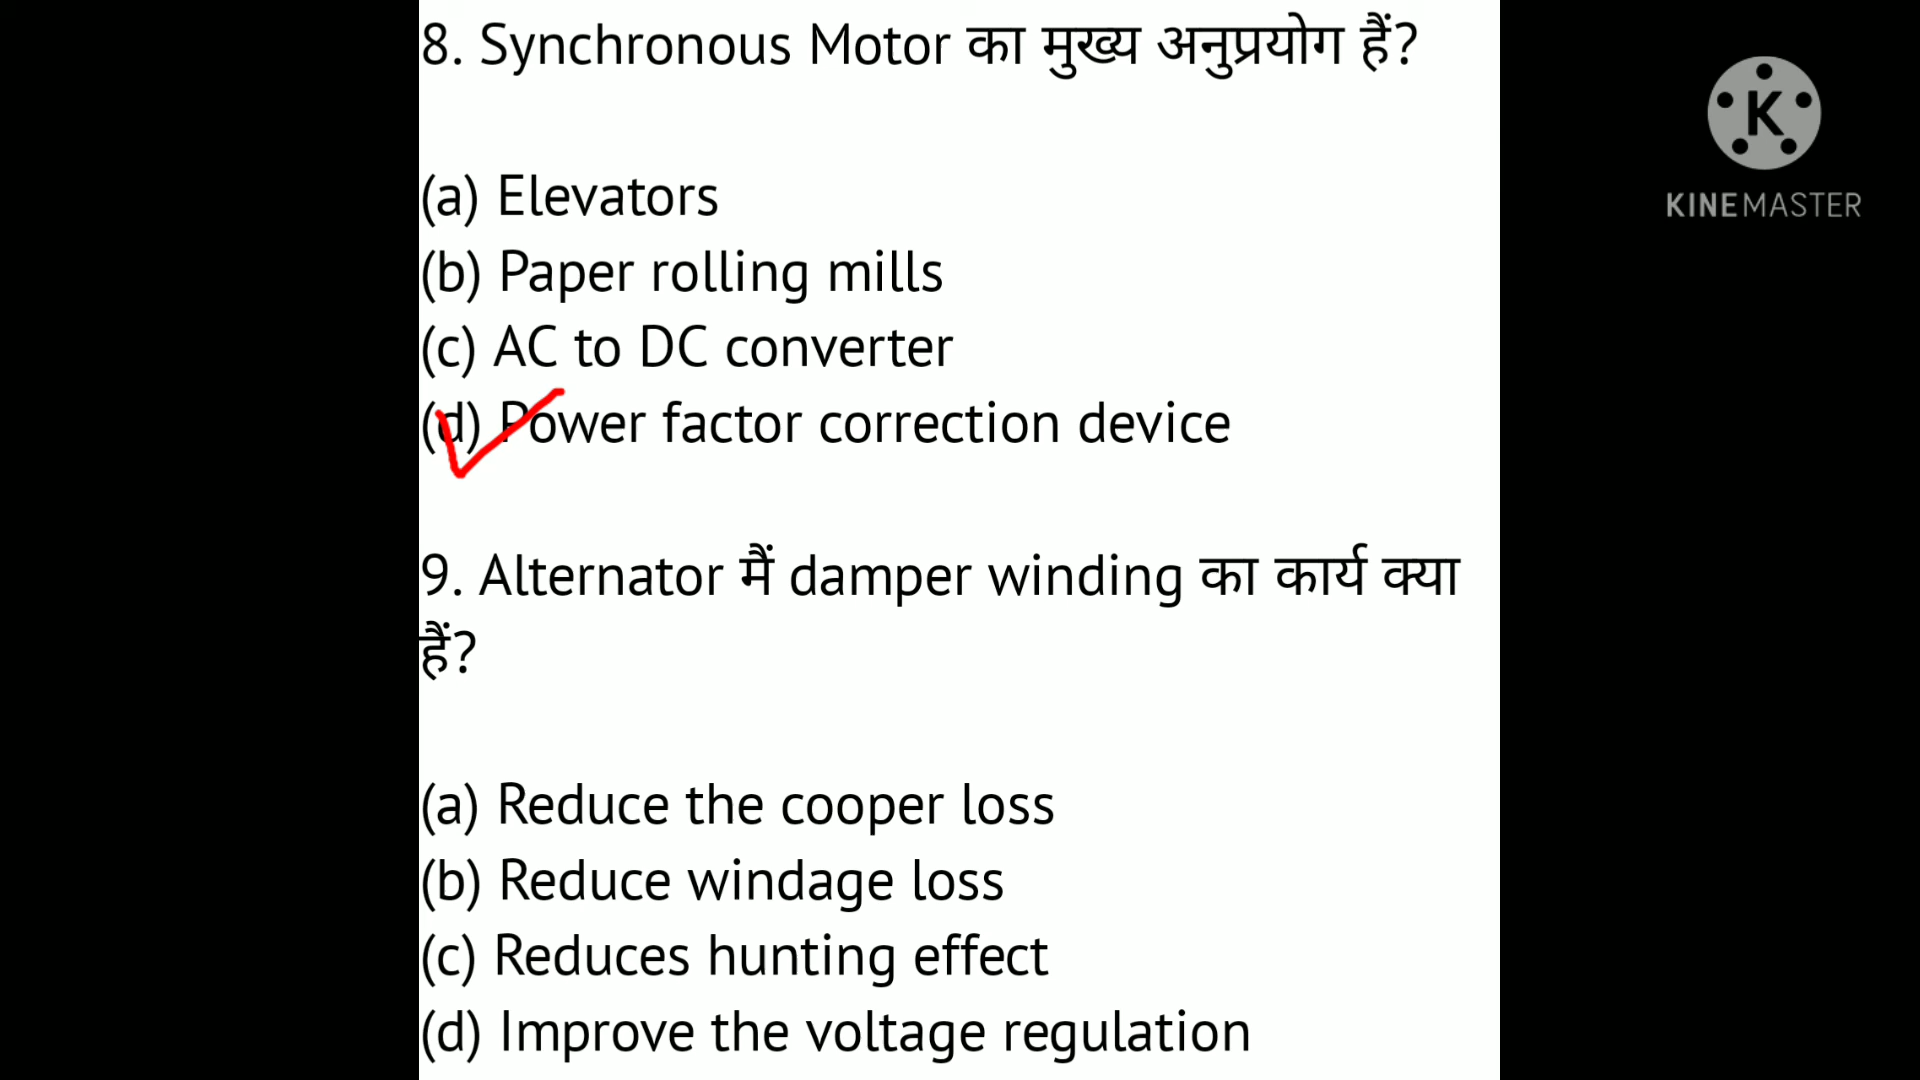 8. Synchronous Motor का मुख्य अनुप्रयोग हैं?
(a) Elevators
(b) Paper rolling mills
(c) AC to DC converter
(d) Power factor correction device
9. Alternator मैं damper winding का कार्य क्या
हैं?
(a) Reduce the cooper loss
(b) Reduce windage loss
(c) Reduces hunting effect
(d) Improve the voltage regulation
K
KINEMASTER